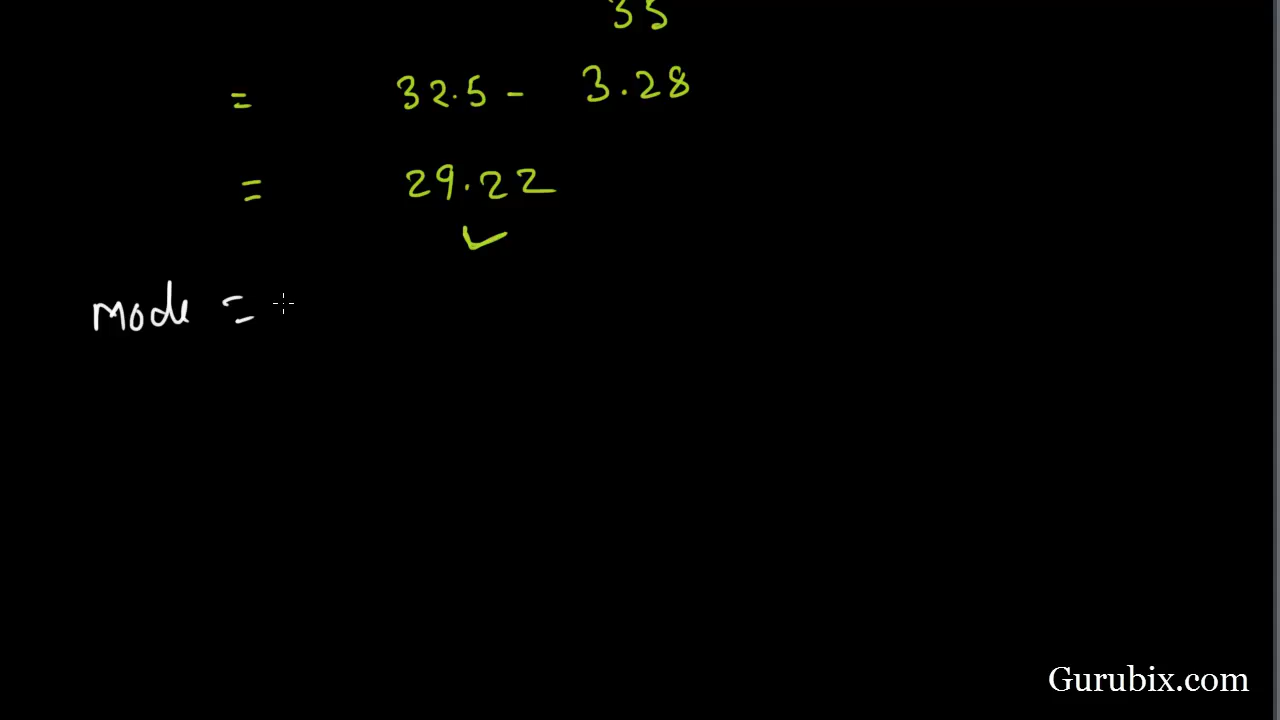 35
= 32.5 - 3.28
= 29.22
mode =
Gurubix.com